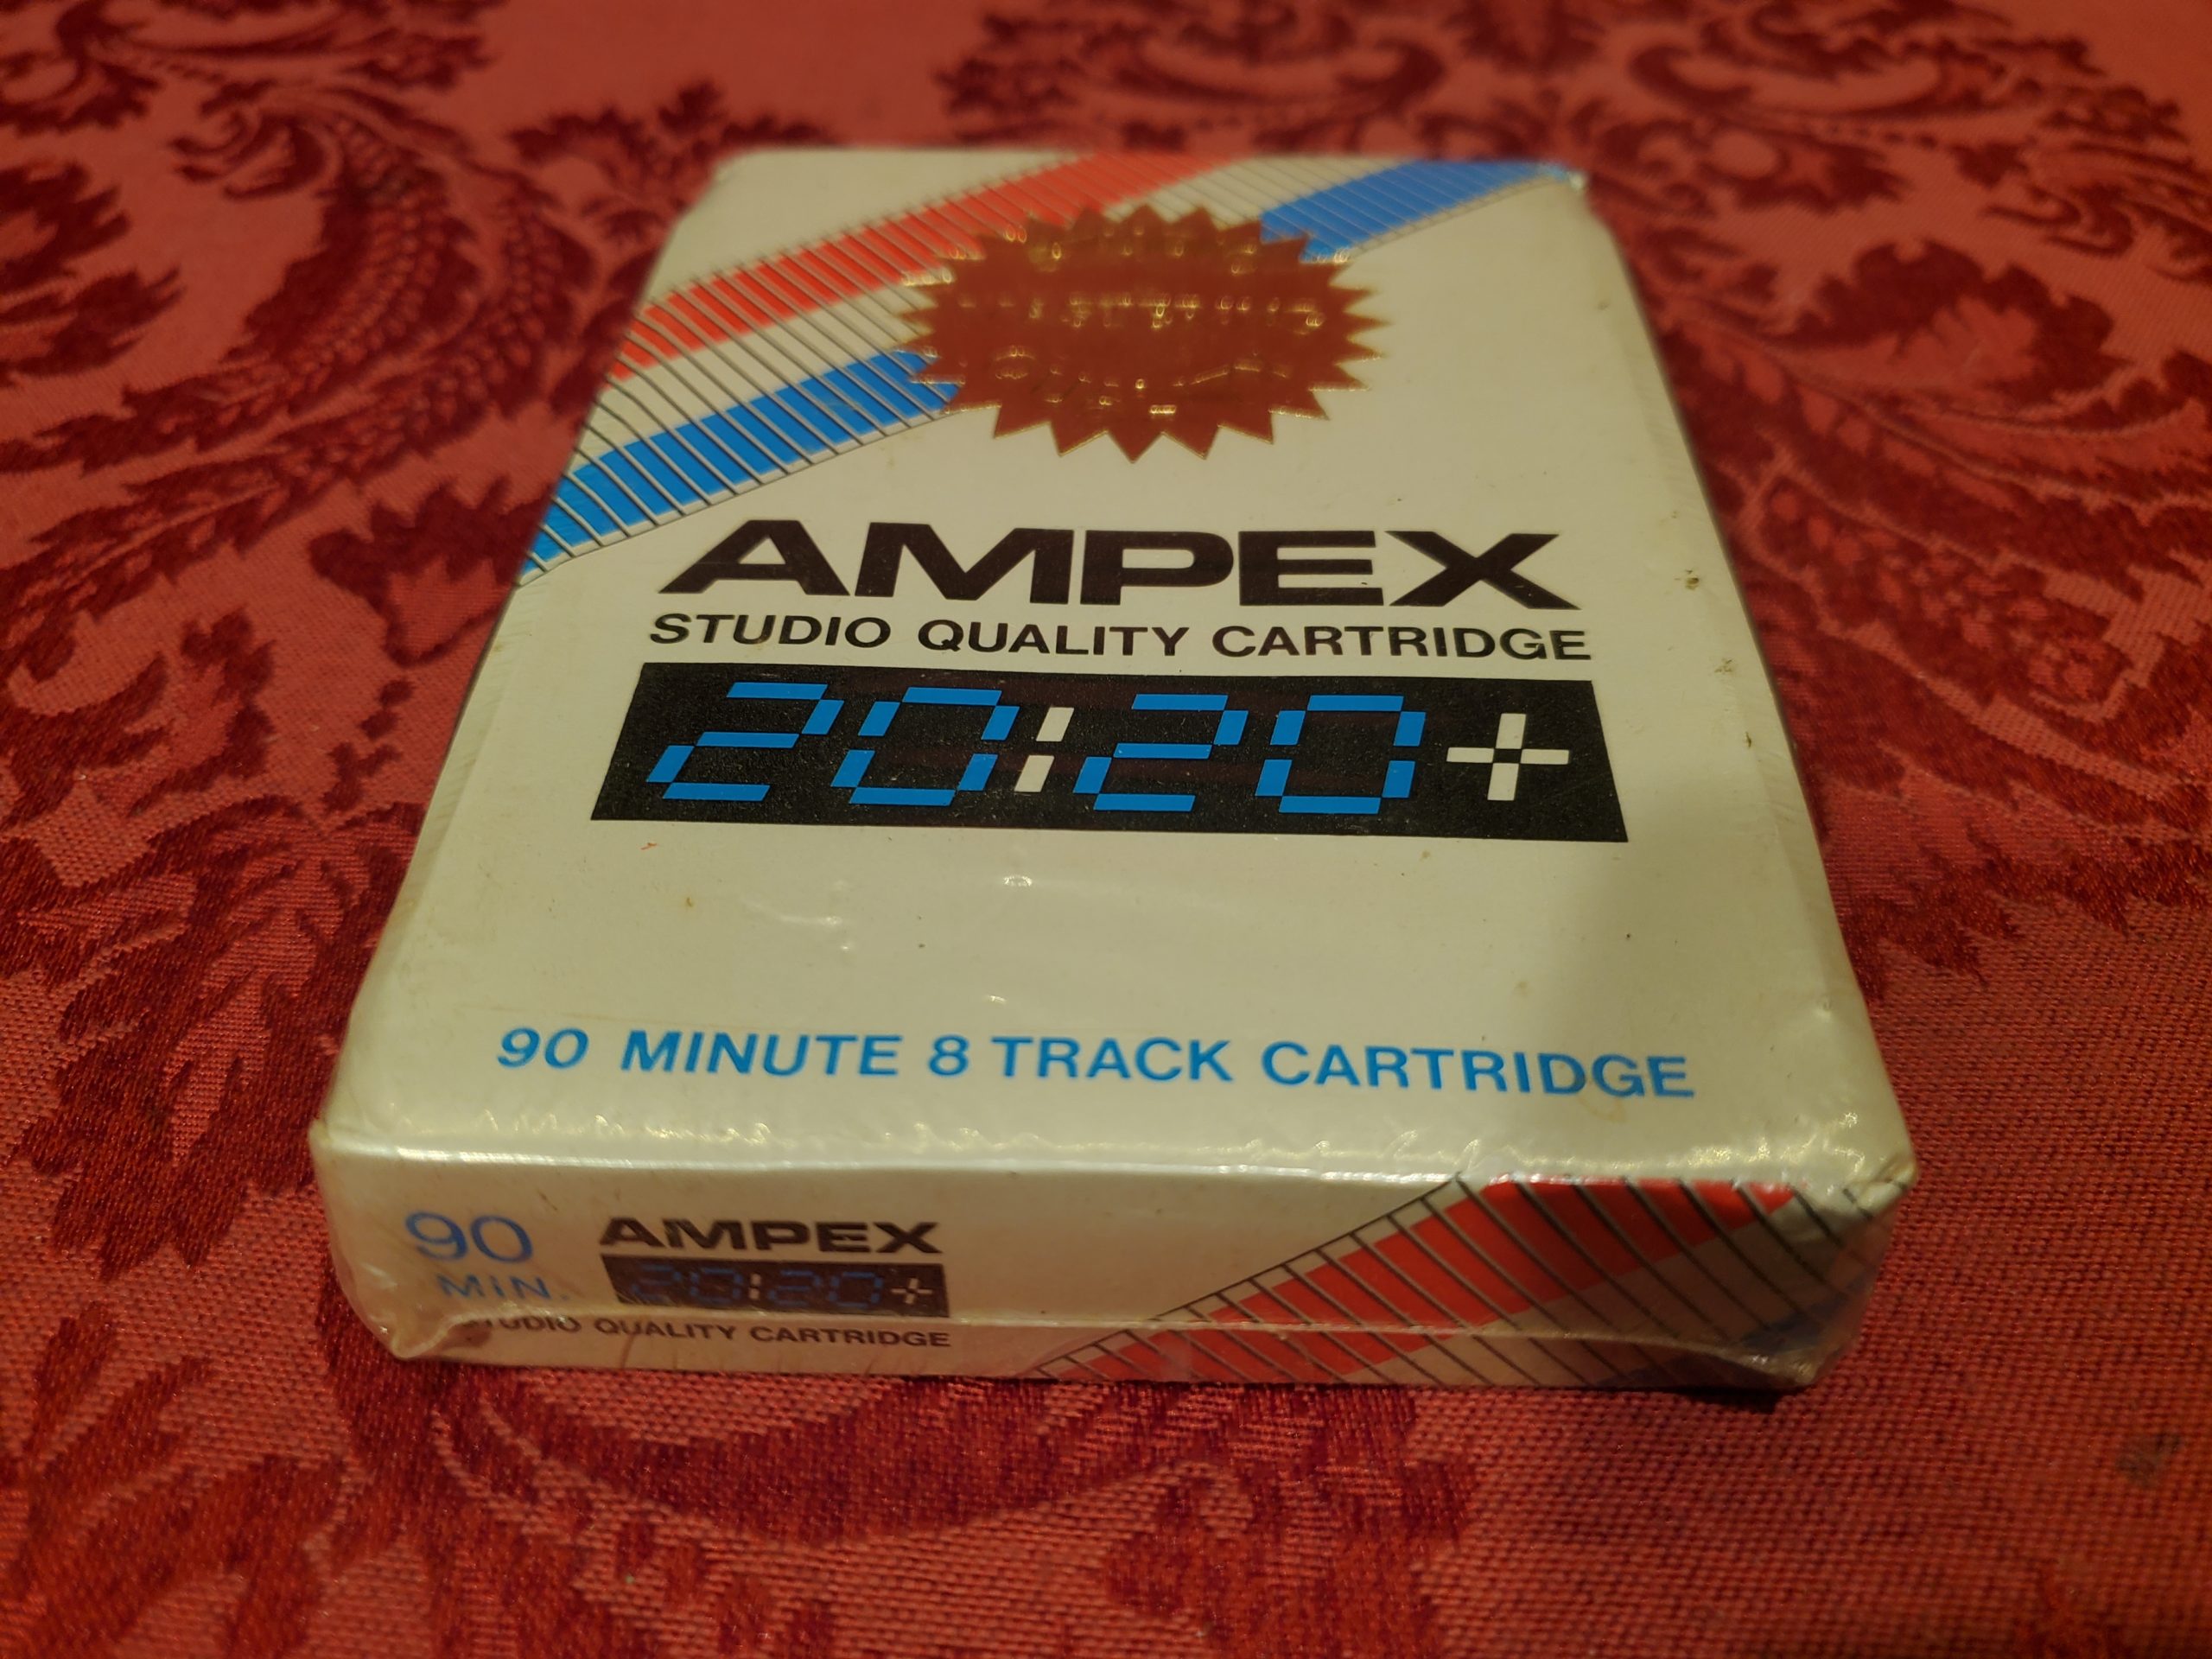 AMPEX
STUDIO QUALITY CARTRIDGE
20:20+
90 MINUTE 8 TRACK CARTRIDGE
90
MIN.
AMPEX
20:20+
STUDIO QUALITY CARTRIDGE